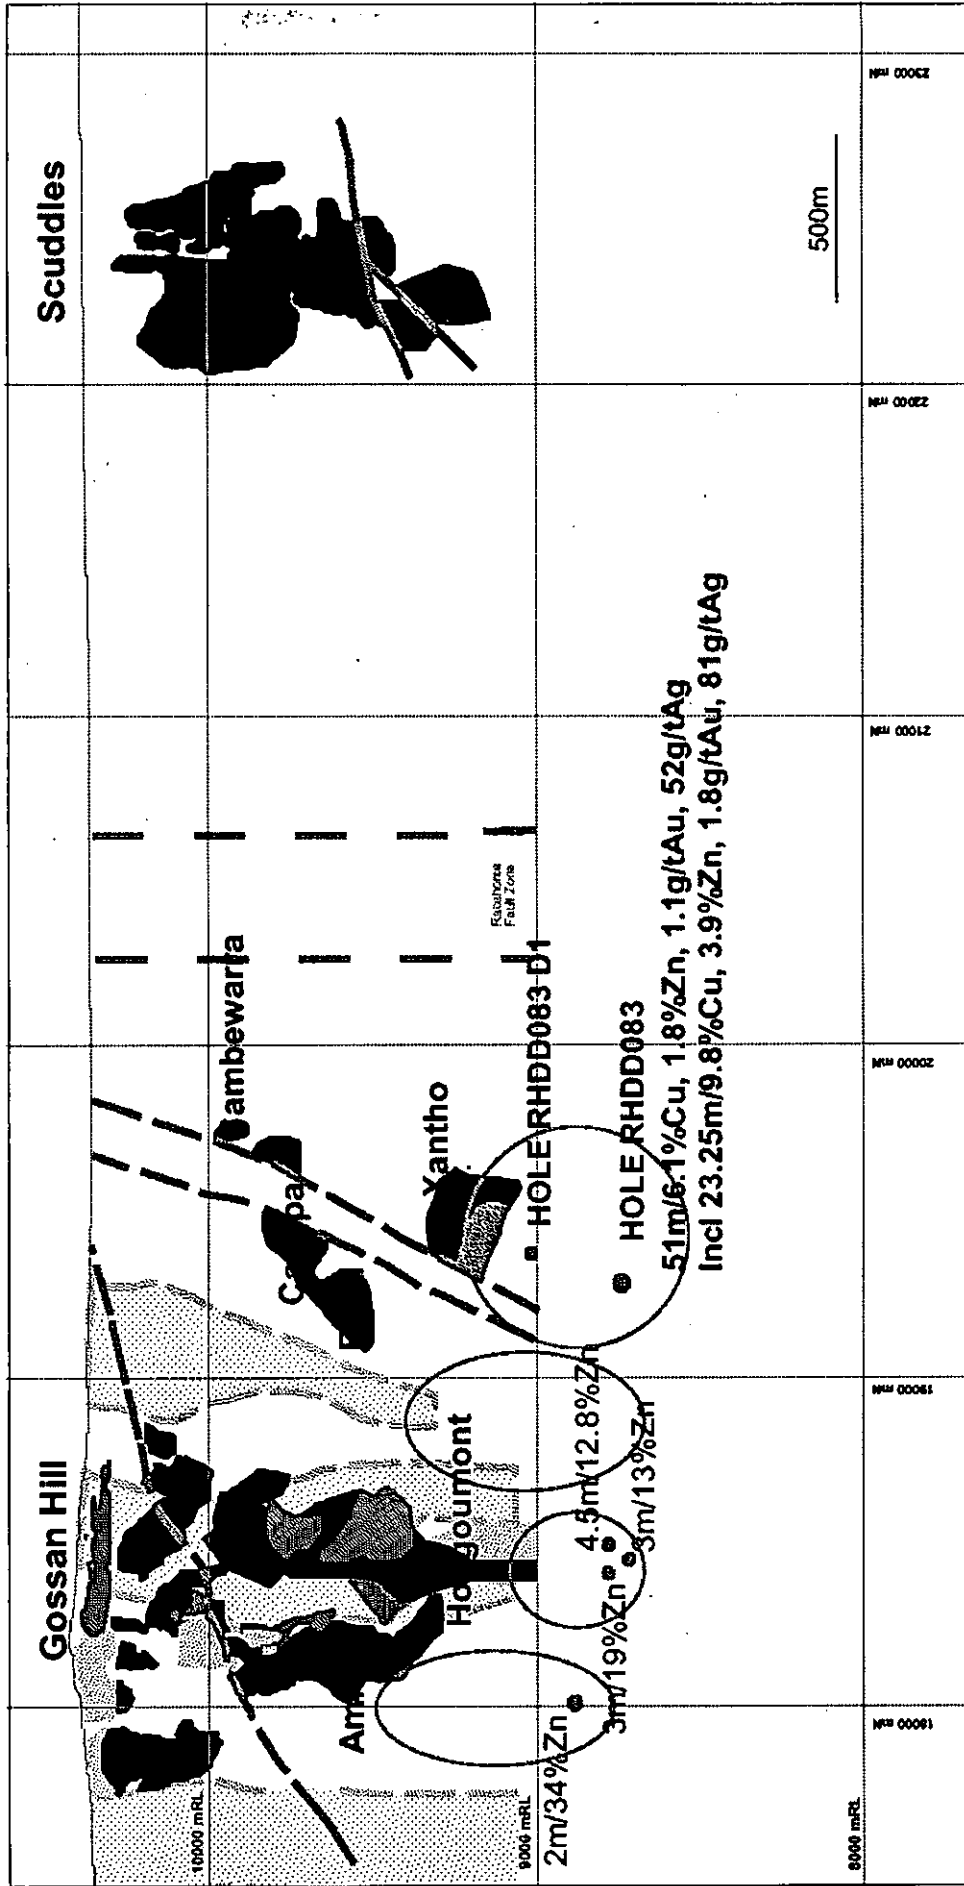 Gossan Hill
Scuddles
10000 mRL
9000 mRL
8000 mRL
ambewarra
Xantho
Fault Zone
HOLE RHDD083 D1
HOLE RHDD083
51m/6.1%Cu, 1.8%Zn, 1.1g/tAu, 52g/tAg
Incl 23.25m/9.8%Cu, 3.9%Zn, 1.8g/tAu, 81g/tAg
2m/34%Zn
3m/19%Zn
4.5m/12.8%Zn
3m/13%Zn
18000 mN
19000 mN
20000 mN
21000 mN
22000 mN
23000 mN
500m